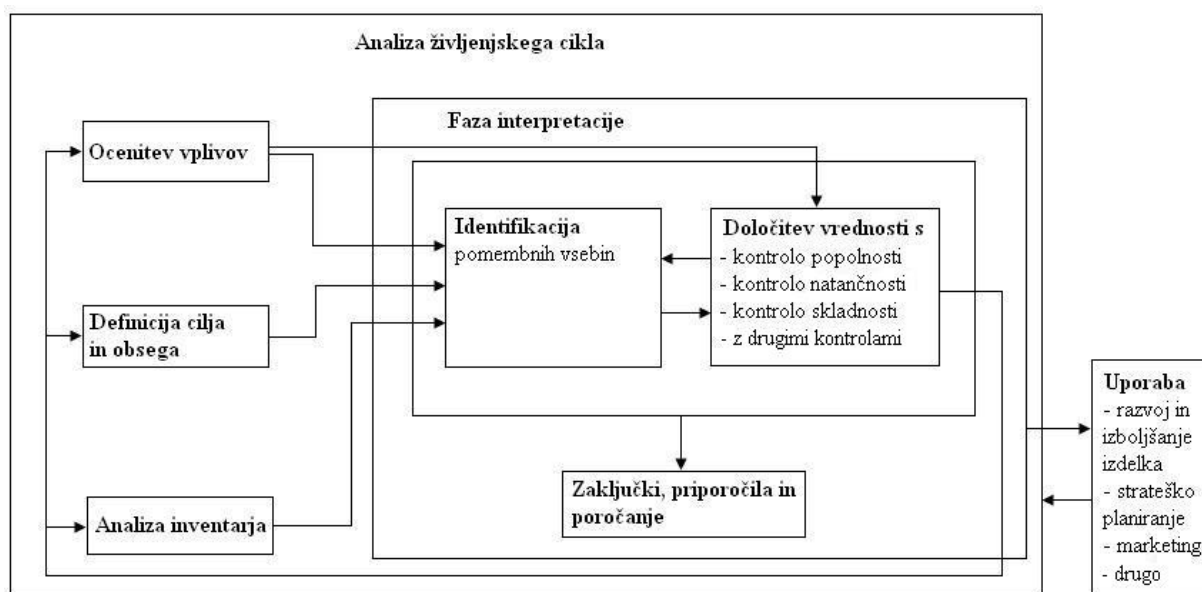 Analiza življenjskega cikla
Faza interpretacije
Ocenitev vplivov
Identifikacija
pomembnih vsebin
Določitev vrednosti s
- kontrolo popolnosti
- kontrolo natančnosti
- kontrolo skladnosti
- z drugimi kontrolami
Definicija cilja
in obsega
Analiza inventarja
Zaključki, priporočila in
poročanje
Uporaba
- razvoj in
izboljšanje
izdelka
- strateško
planiranje
- marketing
- drugo